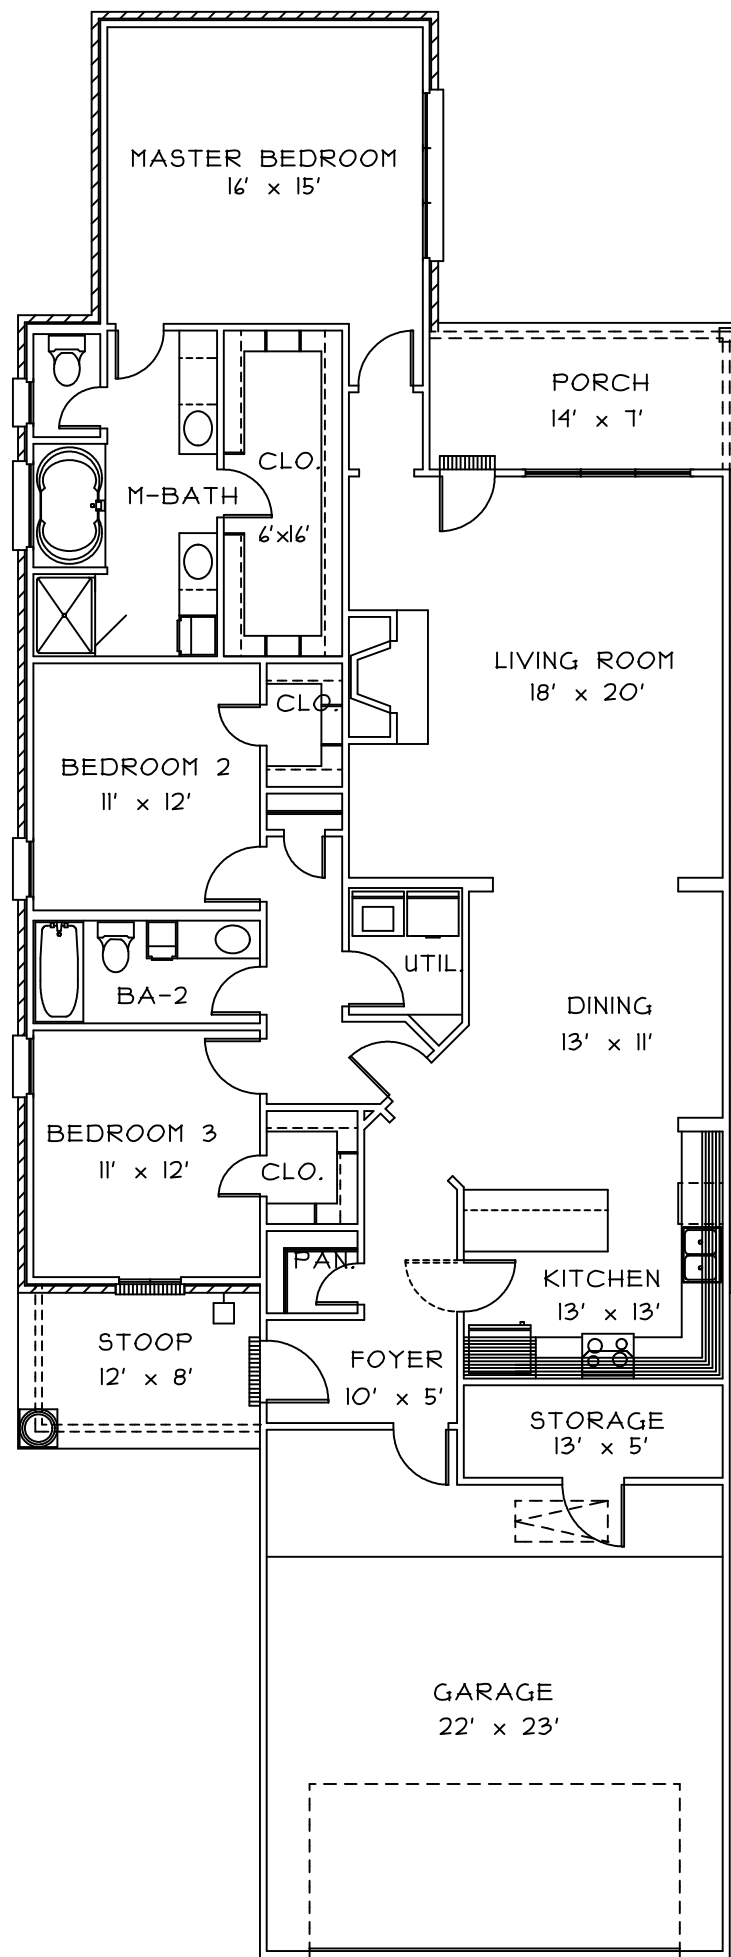 MASTER BEDROOM
16' x 15'
PORCH
14' x 7'
CLO.
6'x16'
M-BATH
LIVING ROOM
18' x 20'
CLO.
BEDROOM 2
11' x 12'
UTIL.
BA-2
DINING
13' x 11'
BEDROOM 3
11' x 12'
CLO.
PAN.
KITCHEN
13' x 13'
STOOP
12' x 8'
FOYER
10' x 5'
STORAGE
13' x 5'
GARAGE
22' x 23'